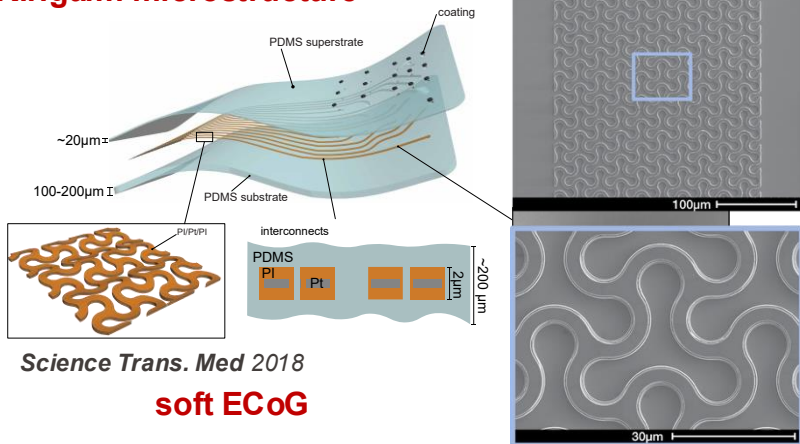 coating
PDMS superstrate
~20µm
100-200µm
PDMS substrate
100µm
PI/Pt/PI
interconnects
PDMS
PI
Pt
2µm
~200 µm
Science Trans. Med 2018
soft ECoG
30µm